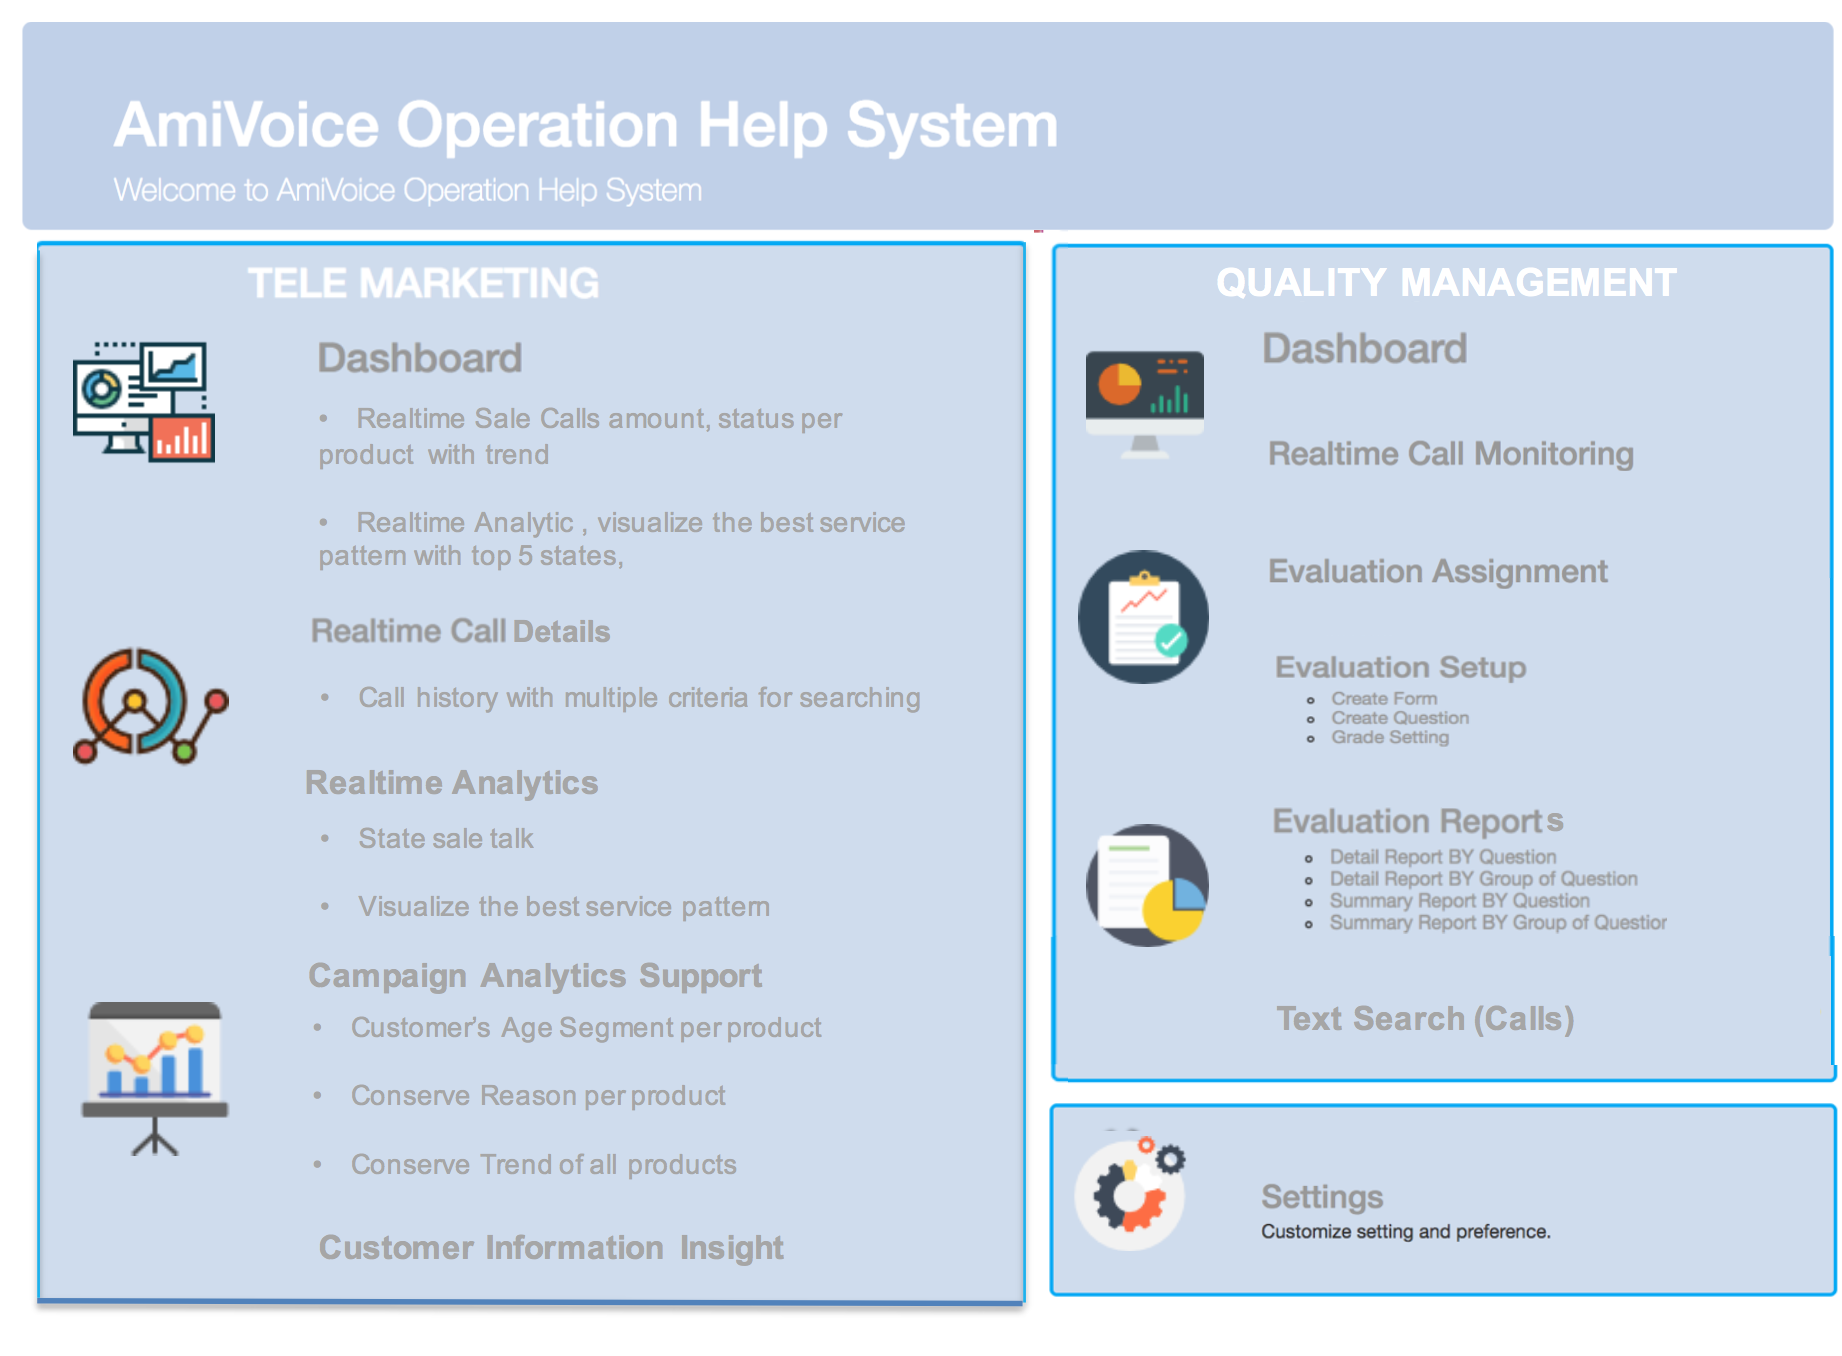 AmiVoice Operation Help System
Welcome to AmiVoice Operation Help System
TELE MARKETING
Dashboard
• Realtime Sale Calls amount, status per
product with trend
• Realtime Analytic , visualize the best service
pattern with top 5 states,
Realtime Call Details
• Call history with multiple criteria for searching
Realtime Analytics
• State sale talk
• Visualize the best service pattern
Campaign Analytics Support
• Customer's Age Segment per product
• Conserve Reason per product
• Conserve Trend of all products
Customer Information Insight
QUALITY MANAGEMENT
Dashboard
Realtime Call Monitoring
Evaluation Assignment
Evaluation Setup
Create Form
Create Question
Grade Setting
Evaluation Reports
Detail Report BY Question
Detail Report BY Group of Question
Summary Report BY Question
Summary Report BY Group of Question
Text Search (Calls)
Settings
Customize setting and preference.